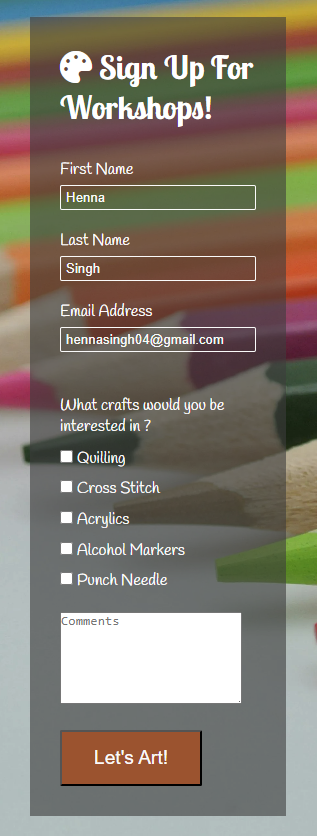 Sign Up For
Workshops!
First Name
Henna
Last Name
Singh
Email Address
hennasingh04@gmail.com
What crafts would you be
interested in ?
Quilling
Cross Stitch
Acrylics
Alcohol Markers
Punch Needle
Comments
Let's Art!